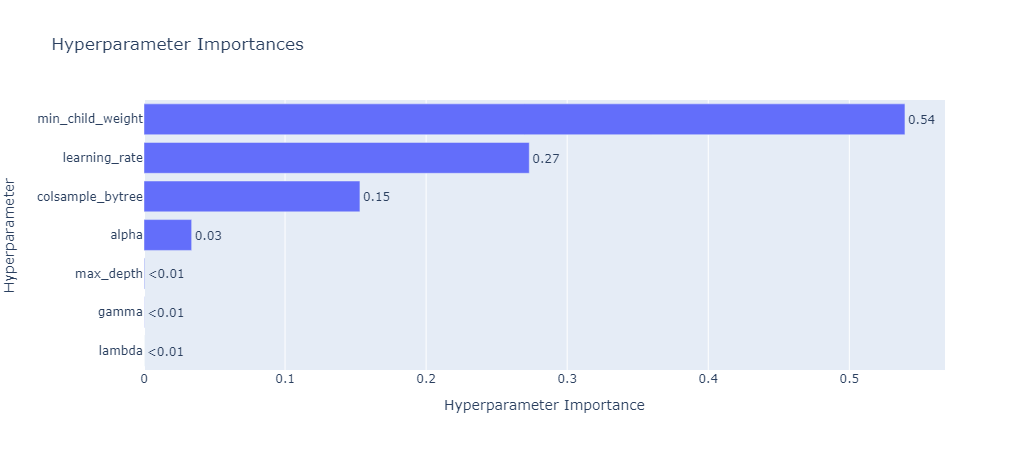 Hyperparameter Importances
Hyperparameter
min_child_weight 0.54
learning_rate 0.27
colsample_bytree 0.15
alpha 0.03
max_depth <0.01
gamma <0.01
lambda <0.01
0 0.1 0.2 0.3 0.4 0.5
Hyperparameter Importance